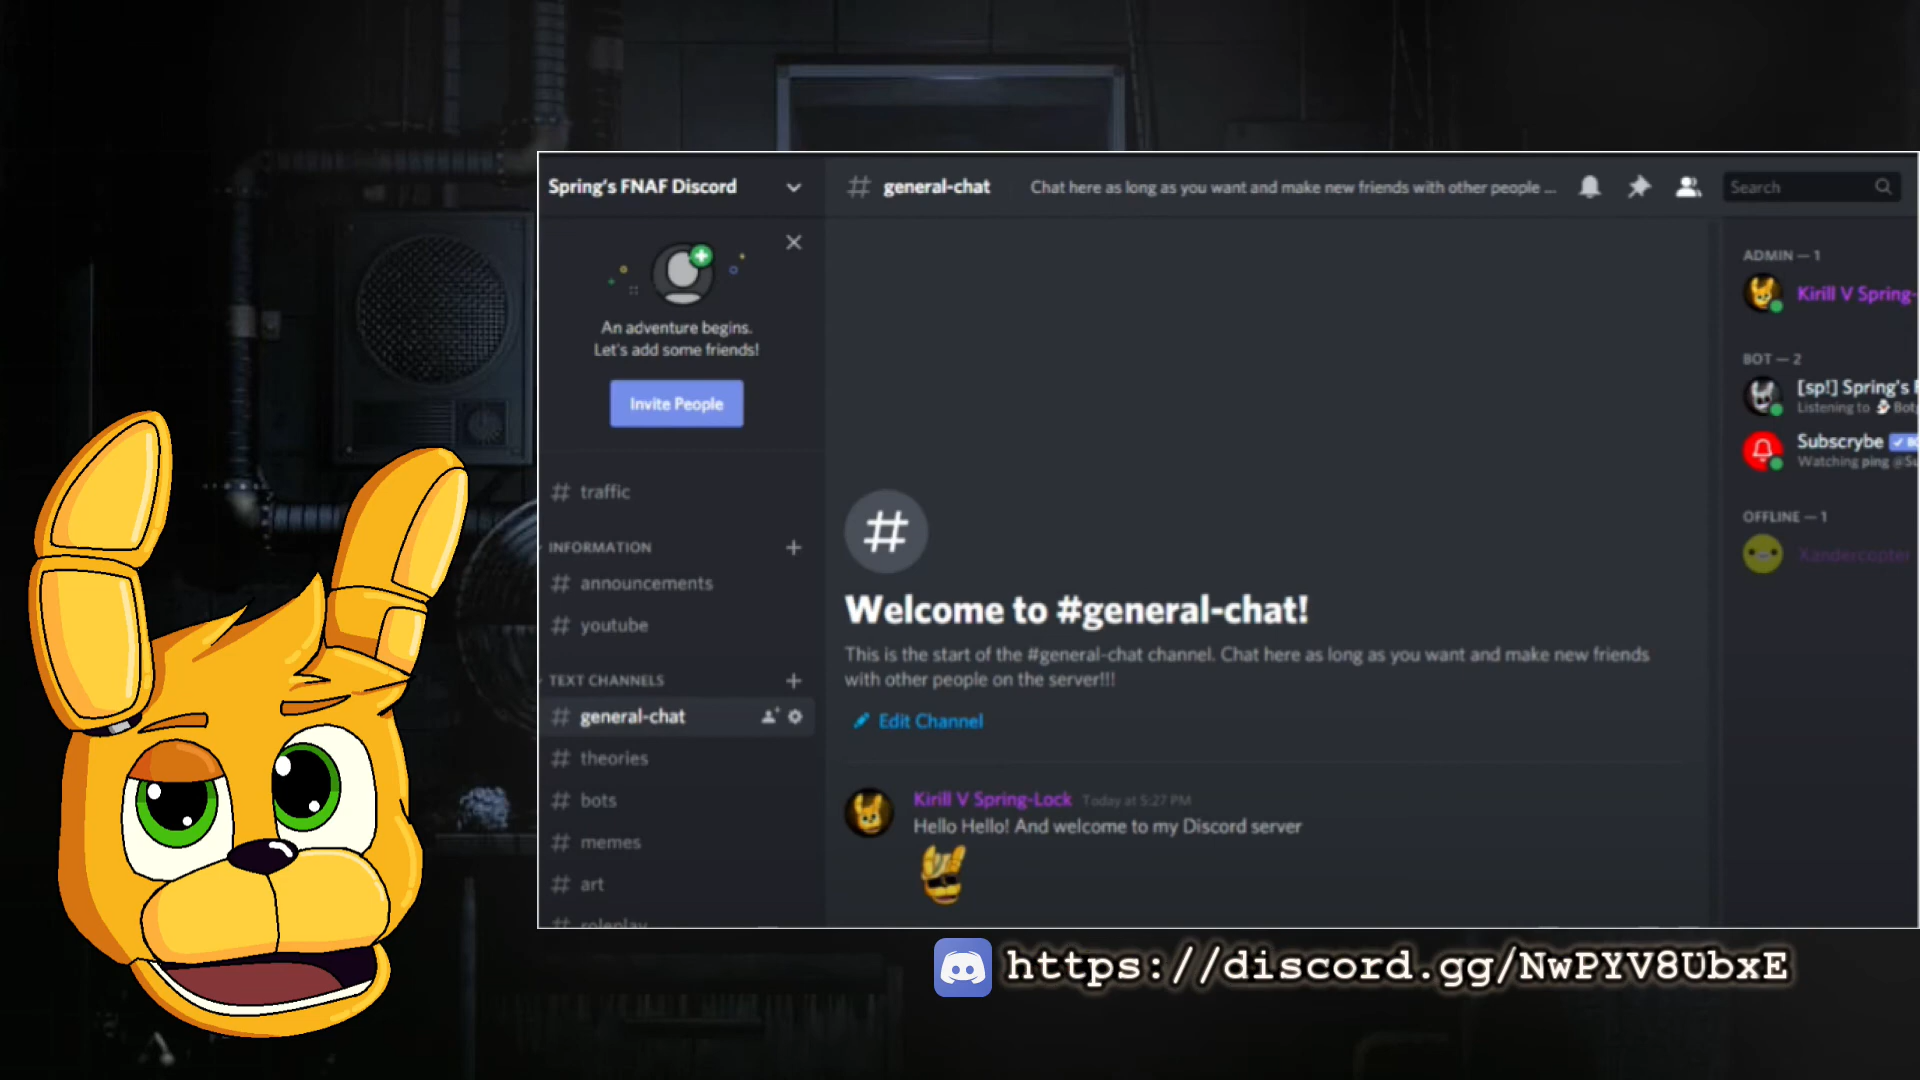 Spring's FNAF Discord
general-chat
Chat here as long as you want and make new friends with other people ...
Search
An adventure begins.
Let's add some friends!
Invite People
# traffic
INFORMATION
# announcements
# youtube
TEXT CHANNELS
# general-chat
# theories
# bots
# memes
# art
# roleplay
#
Welcome to #general-chat!
This is the start of the #general-chat channel. Chat here as long as you want and make new friends
with other people on the server!!!
Edit Channel
Kirill V Spring-Lock Today at 5:27 PM
Hello Hello! And welcome to my Discord server
ADMIN — 1
Kirill V Spring-
BOT — 2
[sp!] Spring's
Listening to
Subscrybe
Watching ping
OFFLINE — 1
Xandercopter
https://discord.gg/NwPYV8UbxE